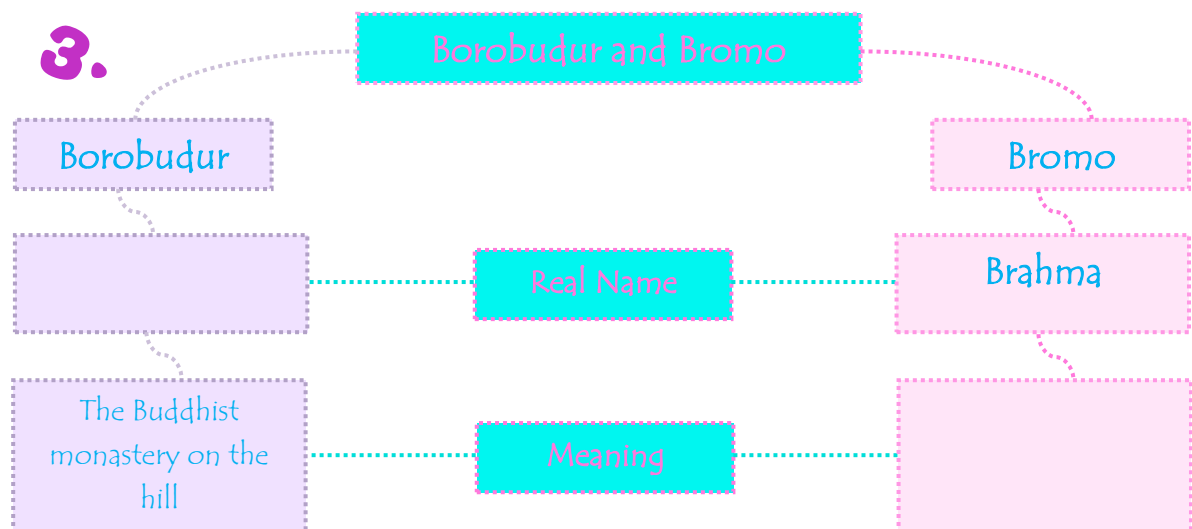 3.
Borobudur and Bromo
Borobudur
Bromo
Real Name
Brahma
The Buddhist
monastery on the
hill
Meaning